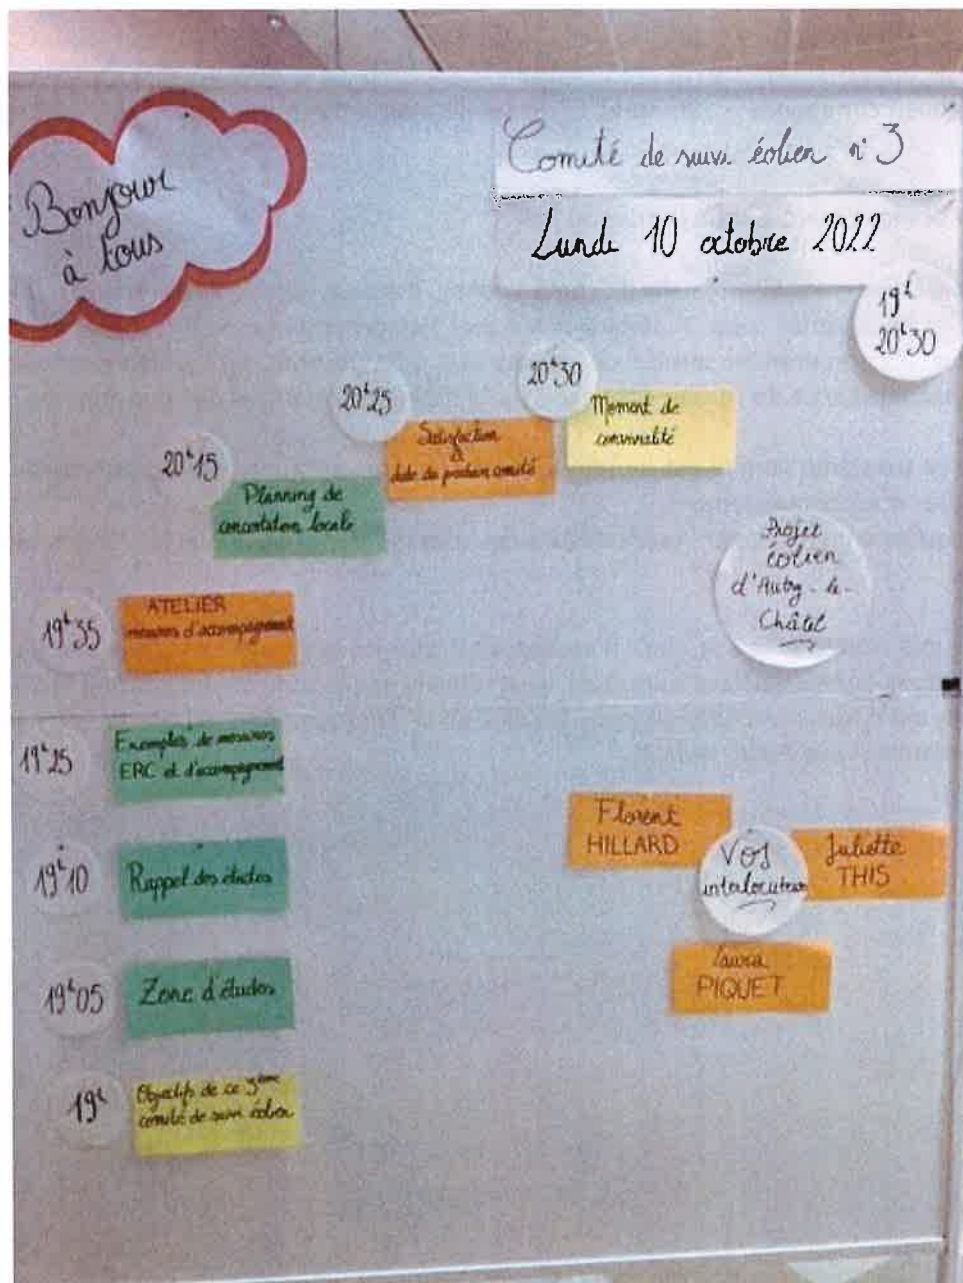 Bonjour
à tous
Comité de suivi éolien n° 3
Lundi 10 octobre 2022
19h
20h30
20h30
Moment de
convivialité
20h25
Satisfaction
&
date du prochain comité
20h15
Planning de
concertation locale
Projet
éolien
d'Autry-le-
Châtel
19h35
ATELIER
mesures d'accompagnement
19h25
Exemples de mesures
ERC et d'accompagnement
19h10
Rappel des études
19h05
Zone d'études
19h
Objectifs de ce 3ème
comité de suivi éolien
Florent
HILLARD
Vos
interlocuteurs
Juliette
THIS
Laura
PIQUET